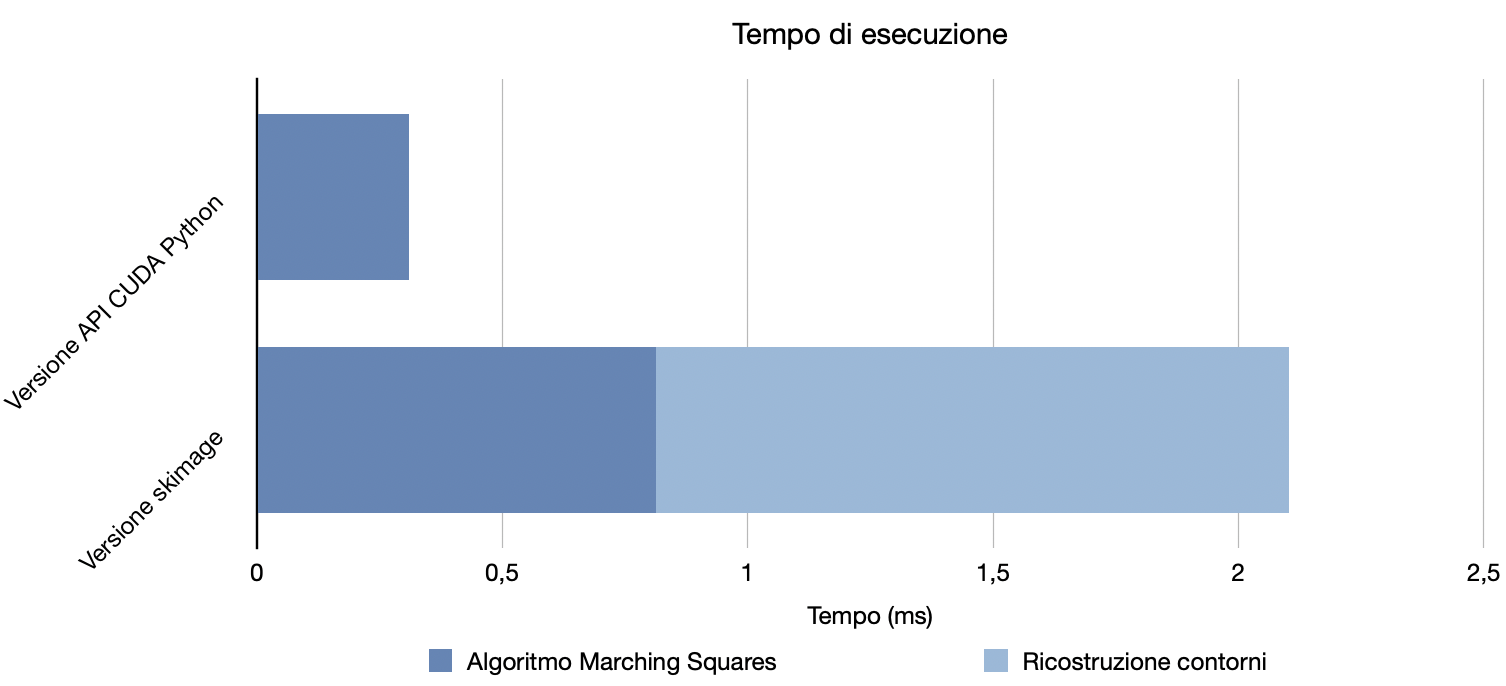 Tempo di esecuzione
Versione API CUDA Python
Versione skimage
0 0,5 1 1,5 2 2,5
Tempo (ms)
Algoritmo Marching Squares Ricostruzione contorni